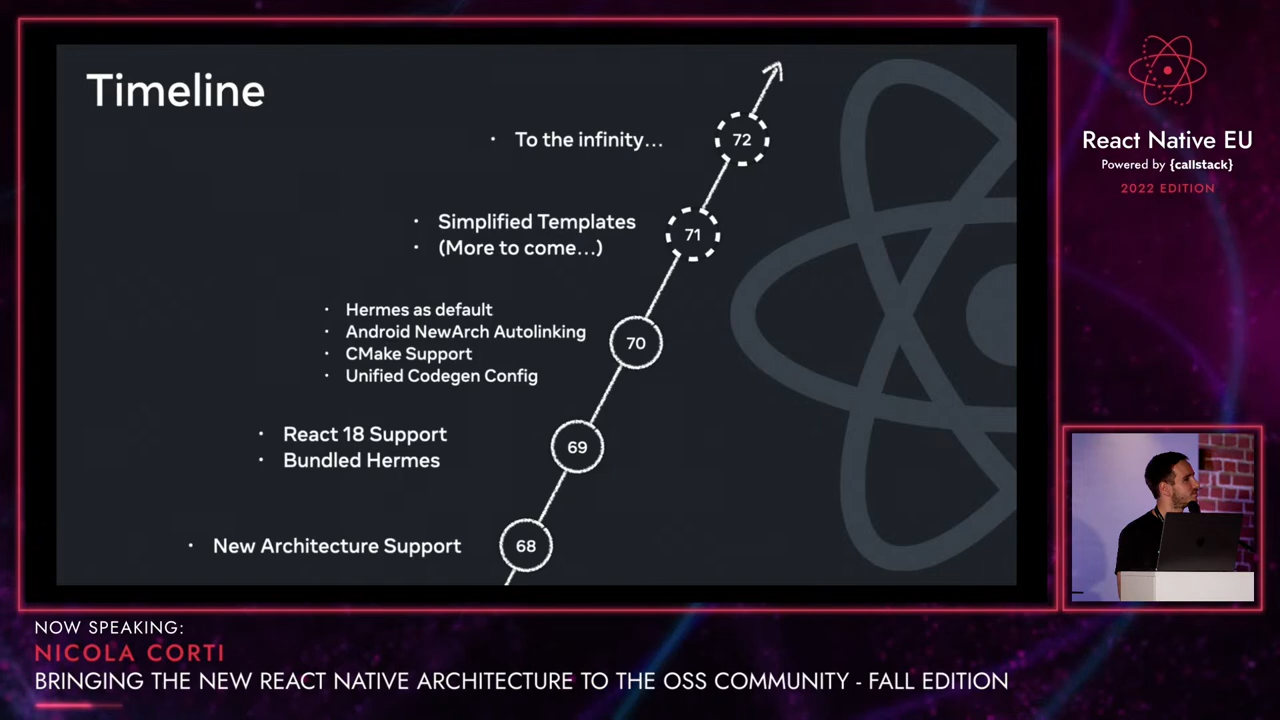 Timeline
• To the infinity... 72
• Simplified Templates
• (More to come...)
71
• Hermes as default
• Android NewArch Autolinking
• CMake Support
• Unified Codegen Config
70
• React 18 Support
• Bundled Hermes
69
• New Architecture Support 68
React Native EU
Powered by {callstack}
2022 EDITION
NOW SPEAKING:
NICOLA CORTI
BRINGING THE NEW REACT NATIVE ARCHITECTURE TO THE OSS COMMUNITY - FALL EDITION